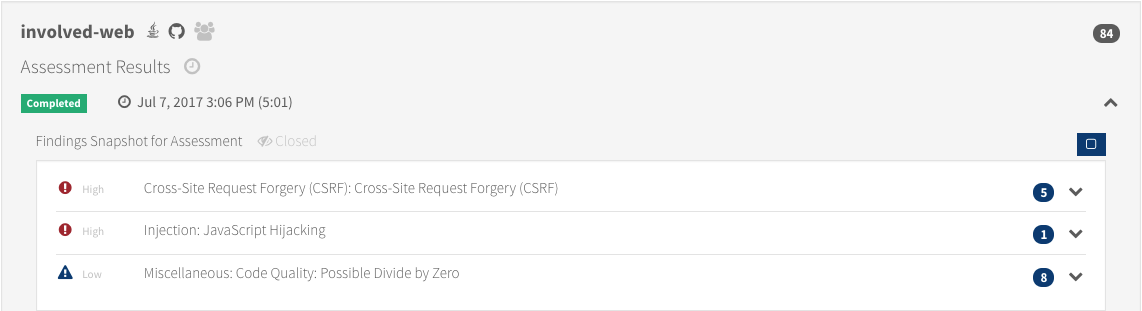 involved-web 84
Assessment Results
Completed Jul 7, 2017 3:06 PM (5:01)
Findings Snapshot for Assessment Closed
High Cross-Site Request Forgery (CSRF): Cross-Site Request Forgery (CSRF) 5
High Injection: JavaScript Hijacking 1
Low Miscellaneous: Code Quality: Possible Divide by Zero 8